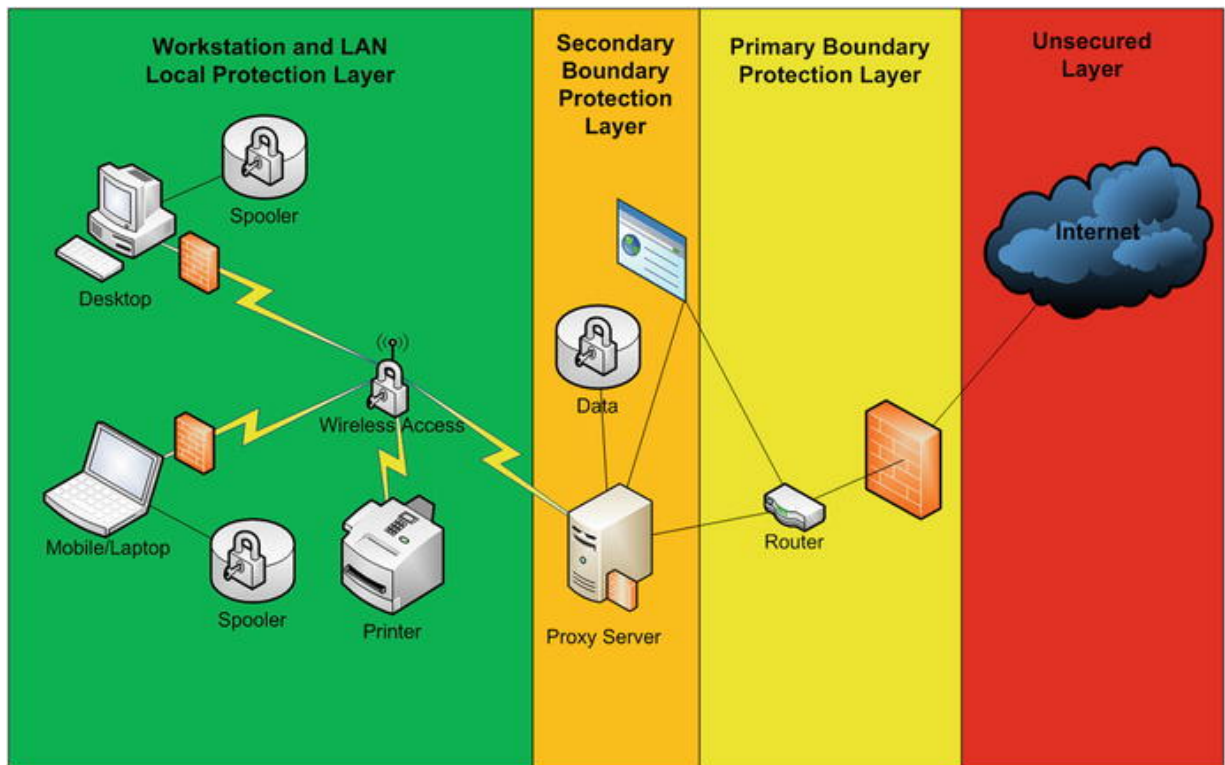 Workstation and LAN
Local Protection Layer
Secondary
Boundary
Protection
Layer
Primary Boundary
Protection Layer
Unsecured
Layer
Spooler
Desktop
Internet
Data
Wireless Access
Mobile/Laptop
Router
Spooler
Printer
Proxy Server